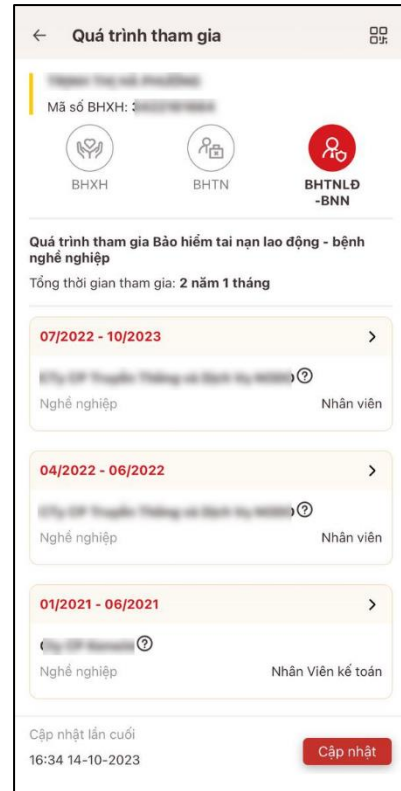 Quá trình tham gia
Mã số BHXH:
BHXH
BHTN
BHTNLĐ
-BNN
Quá trình tham gia Bảo hiểm tai nạn lao động - bệnh
nghề nghiệp
Tổng thời gian tham gia: 2 năm 1 tháng
07/2022 - 10/2023
Nghề nghiệp Nhân viên
04/2022 - 06/2022
Nghề nghiệp Nhân viên
01/2021 - 06/2021
Nghề nghiệp Nhân Viên kế toán
Cập nhật lần cuối
16:34 14-10-2023
Cập nhật